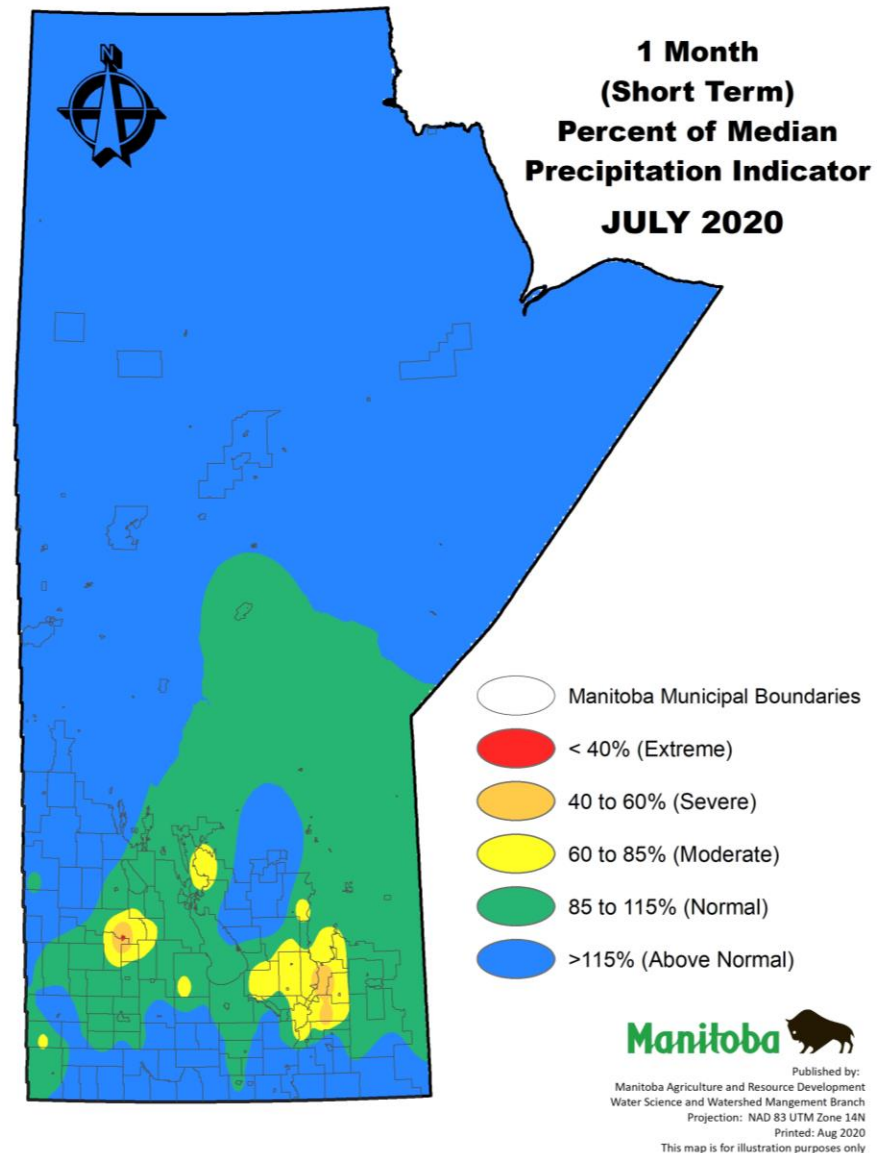 N
1 Month
(Short Term)
Percent of Median
Precipitation Indicator
JULY 2020
Manitoba Municipal Boundaries
< 40% (Extreme)
40 to 60% (Severe)
60 to 85% (Moderate)
85 to 115% (Normal)
>115% (Above Normal)
Manitoba
Published by:
Manitoba Agriculture and Resource Development
Water Science and Watershed Mangement Branch
Projection: NAD 83 UTM Zone 14N
Printed: Aug 2020
This map is for illustration purposes only